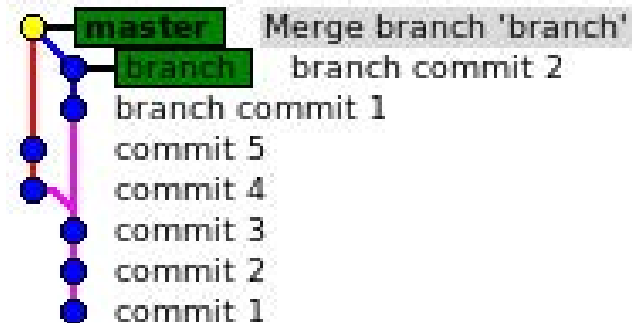 master Merge branch 'branch'
branch branch commit 2
branch commit 1
commit 5
commit 4
commit 3
commit 2
commit 1